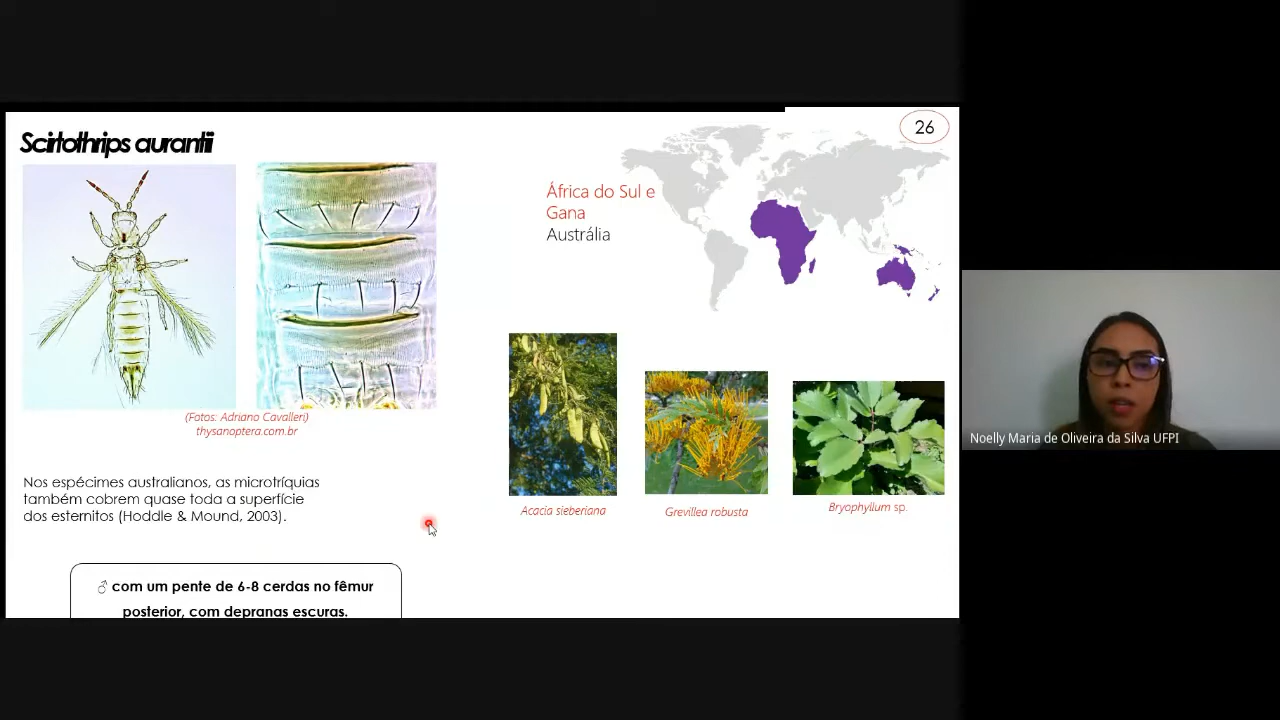 Scirtothrips aurantii
26
África do Sul e
Gana
Austrália
(Fotos: Adriano Cavalleri)
thysanoptera.com.br
Nos espécimes australianos, as microtríquias
também cobrem quase toda a superfície
dos esternitos (Hoddle & Mound, 2003).
Acacia sieberiana
Grevillea robusta
Bryophyllum sp.
♂ com um pente de 6-8 cerdas no fêmur
posterior, com depranas escuras.
Noelly Maria de Oliveira da Silva UFPI